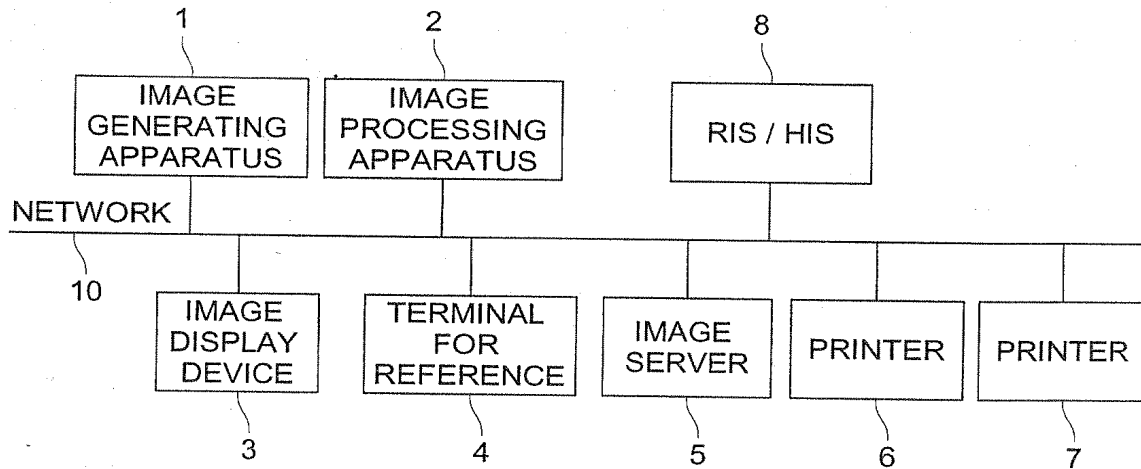 1
2
8
IMAGE
GENERATING
APPARATUS
IMAGE
PROCESSING
APPARATUS
RIS / HIS
NETWORK
10
IMAGE
DISPLAY
DEVICE
TERMINAL
FOR
REFERENCE
IMAGE
SERVER
PRINTER
PRINTER
3
4
5
6
7